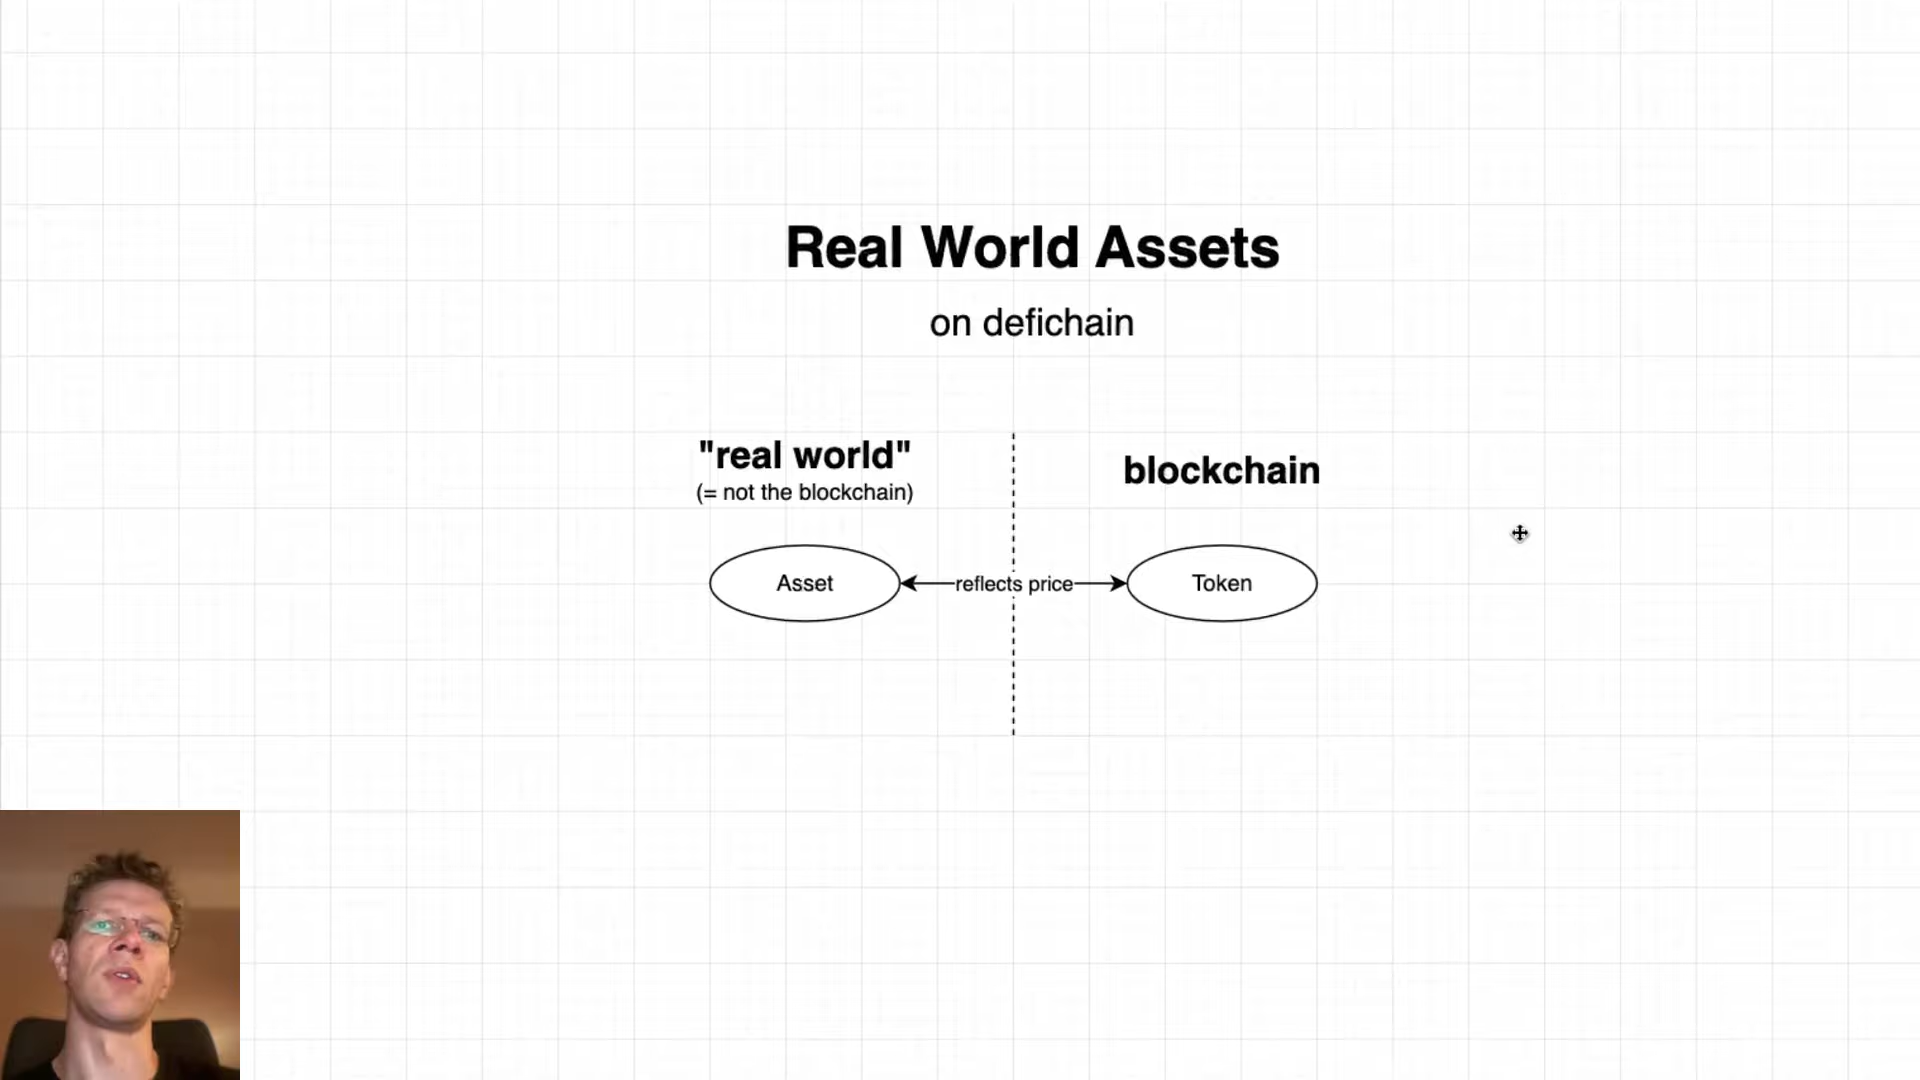 Real World Assets
on defichain
"real world"
(= not the blockchain)
blockchain
Asset
reflects price
Token